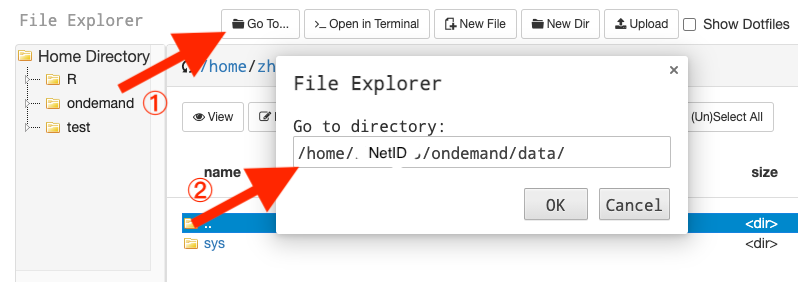 File Explorer
Go To... >_ Open in Terminal New File New Dir Upload Show Dotfiles
Home Directory
R
ondemand
test
①
/home/zh
View
(Un)Select All
name
size
File Explorer
×
Go to directory:
/home/ NetID /ondemand/data/
②
OK Cancel
.. <dir>
sys <dir>